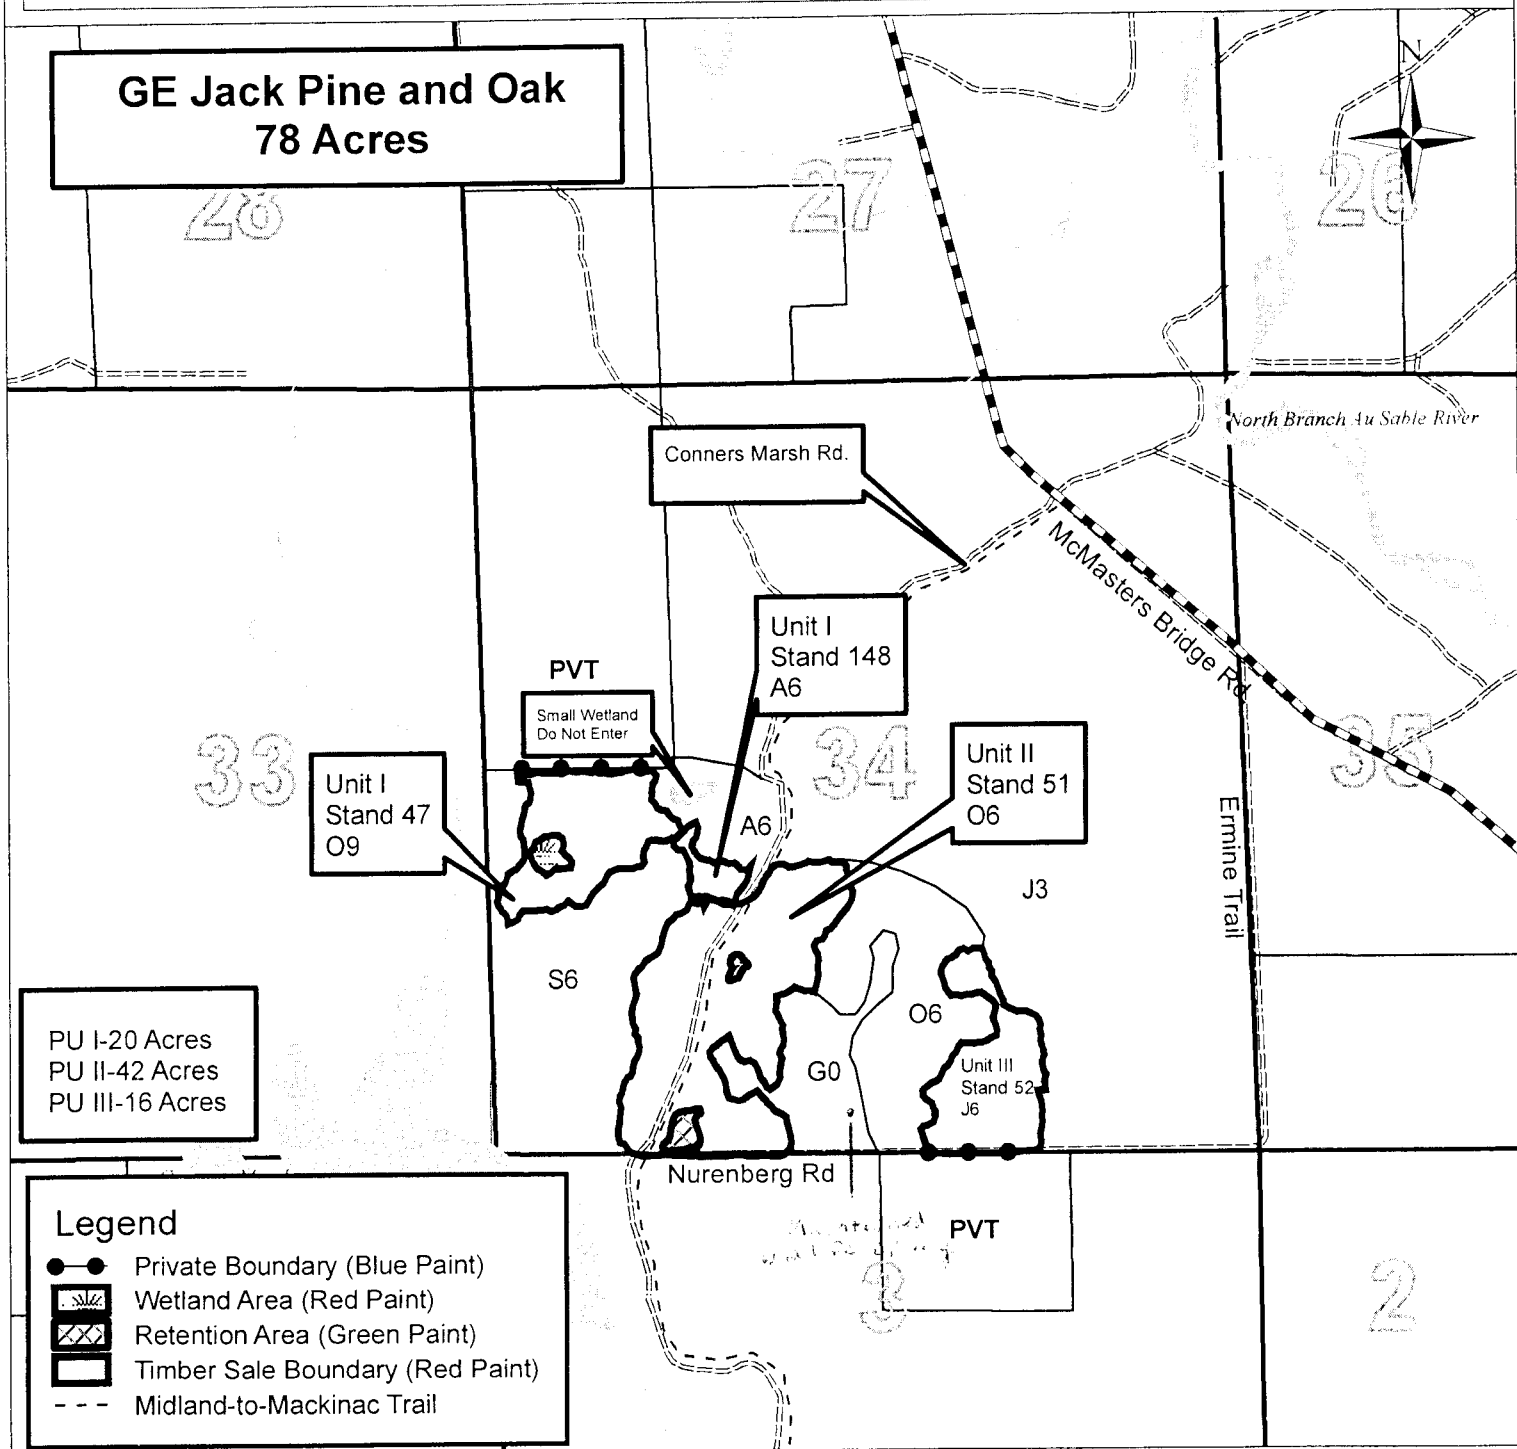 GE Jack Pine and Oak
78 Acres
N
28
27
26
North Branch Au Sable River
Conners Marsh Rd.
McMasters Bridge Rd
Unit I
Stand 148
A6
PVT
Small Wetland
Do Not Enter
33
34
35
Unit I
Stand 47
O9
Unit II
Stand 51
O6
A6
J3
Ermine Trail
S6
O6
G0
Unit III
Stand 52
J6
PU I-20 Acres
PU II-42 Acres
PU III-16 Acres
Nurenberg Rd
PVT
3
2
Legend
Private Boundary (Blue Paint)
Wetland Area (Red Paint)
Retention Area (Green Paint)
Timber Sale Boundary (Red Paint)
Midland-to-Mackinac Trail